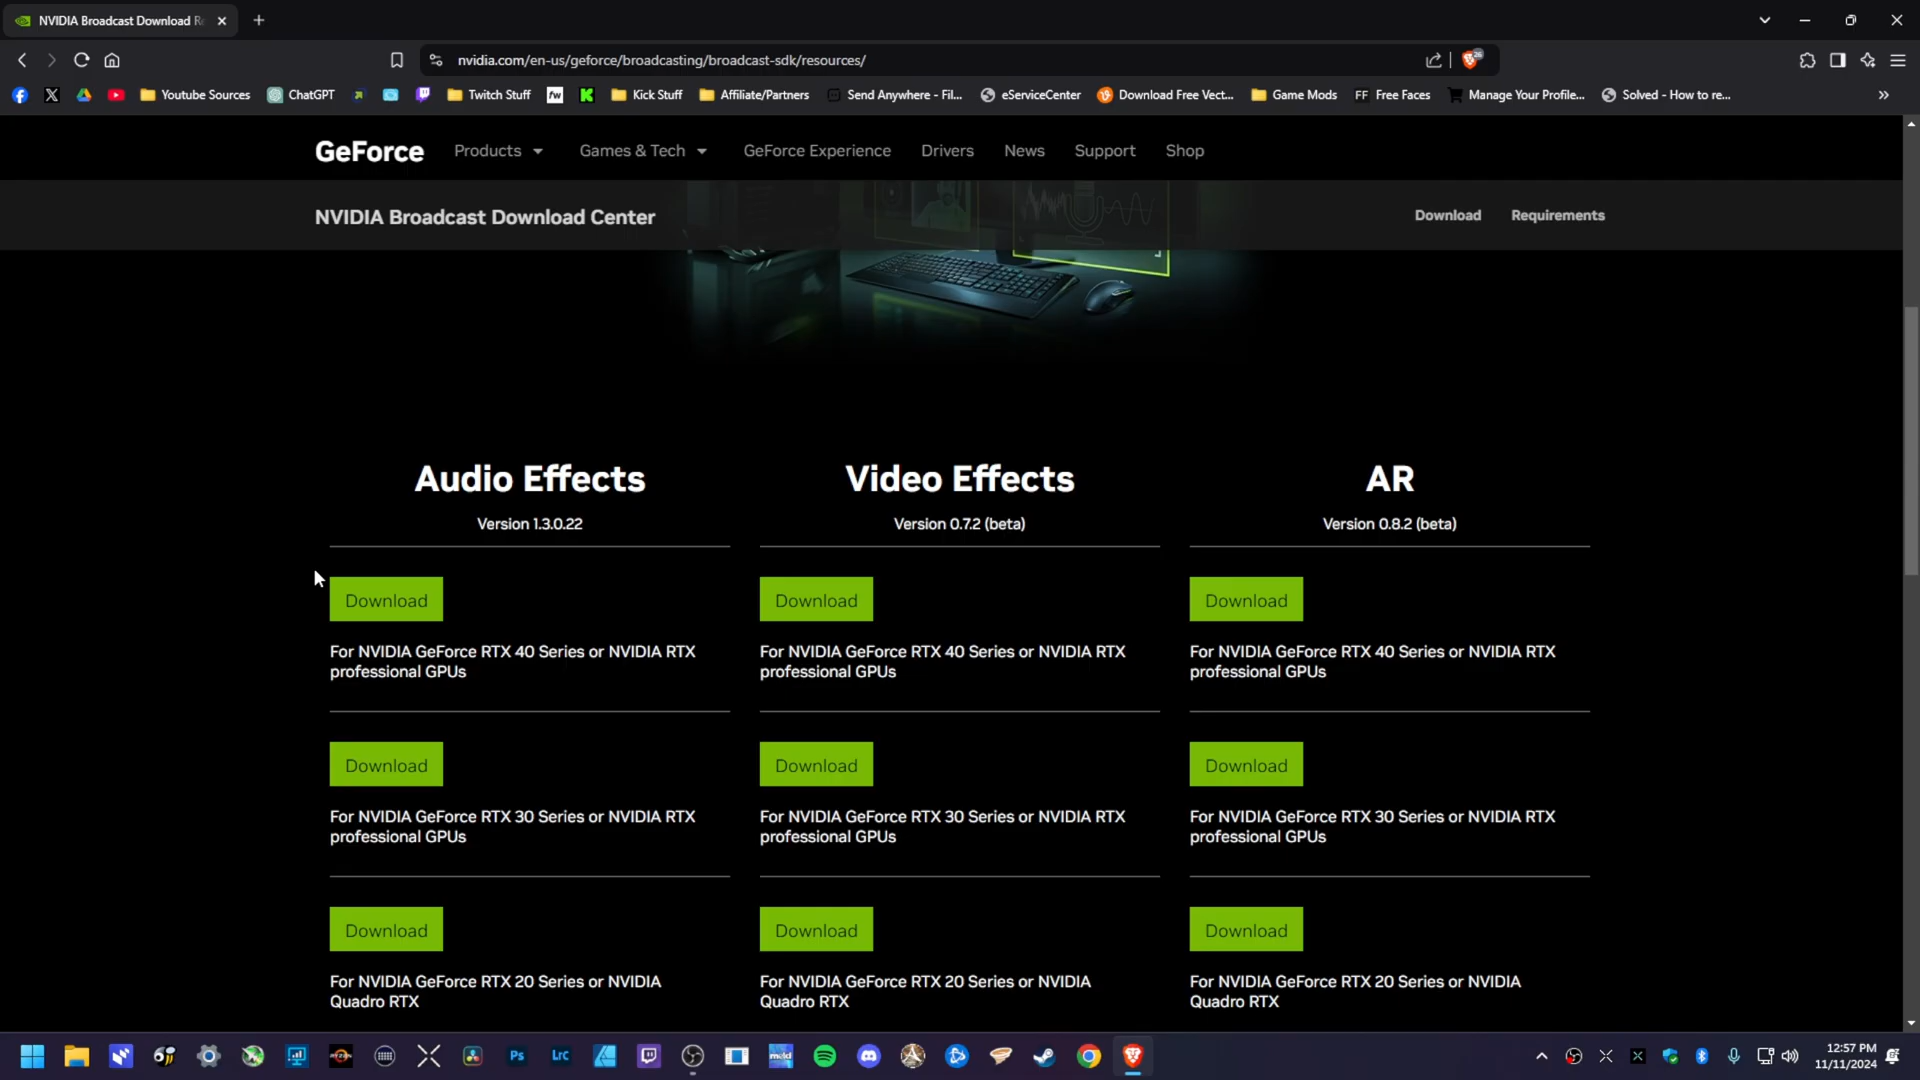 NVIDIA Broadcast Download Re
nvidia.com/en-us/geforce/broadcasting/broadcast-sdk/resources/
26
Youtube Sources
ChatGPT
Twitch Stuff
fw
Kick Stuff
Affiliate/Partners
Send Anywhere - Fil...
eServiceCenter
Download Free Vect...
Game Mods
FF
Free Faces
Manage Your Profile...
Solved - How to re...
GeForce
Products
Games & Tech
GeForce Experience
Drivers
News
Support
Shop
NVIDIA Broadcast Download Center
Download
Requirements
Audio Effects
Video Effects
AR
Version 1.3.0.22
Version 0.7.2 (beta)
Version 0.8.2 (beta)
Download
Download
Download
For NVIDIA GeForce RTX 40 Series or NVIDIA RTX
professional GPUs
For NVIDIA GeForce RTX 40 Series or NVIDIA RTX
professional GPUs
For NVIDIA GeForce RTX 40 Series or NVIDIA RTX
professional GPUs
Download
Download
Download
For NVIDIA GeForce RTX 30 Series or NVIDIA RTX
professional GPUs
For NVIDIA GeForce RTX 30 Series or NVIDIA RTX
professional GPUs
For NVIDIA GeForce RTX 30 Series or NVIDIA RTX
professional GPUs
Download
Download
Download
For NVIDIA GeForce RTX 20 Series or NVIDIA
Quadro RTX
For NVIDIA GeForce RTX 20 Series or NVIDIA
Quadro RTX
For NVIDIA GeForce RTX 20 Series or NVIDIA
Quadro RTX
RYZEN
Ps
LrC
meld
12:57 PM
11/11/2024